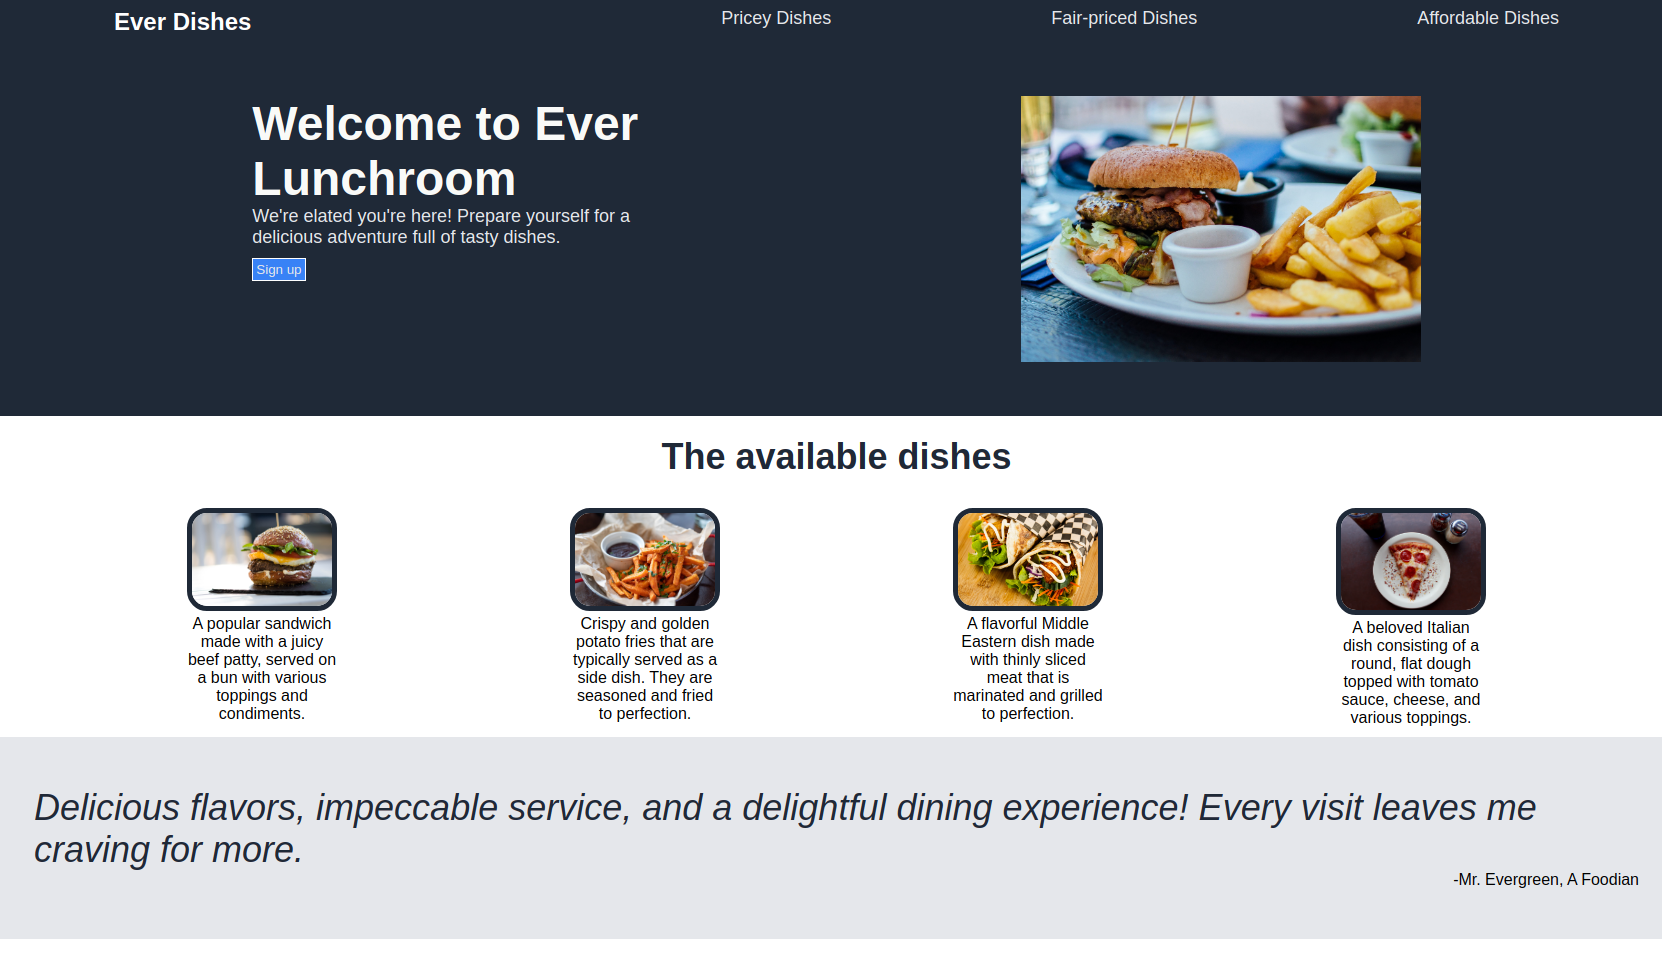 Ever Dishes
Pricey Dishes
Fair-priced Dishes
Affordable Dishes
Welcome to Ever
Lunchroom
We're elated you're here! Prepare yourself for a
delicious adventure full of tasty dishes.
Sign up
The available dishes
A popular sandwich
made with a juicy
beef patty, served on
a bun with various
toppings and
condiments.
Crispy and golden
potato fries that are
typically served as a
side dish. They are
seasoned and fried
to perfection.
A flavorful Middle
Eastern dish made
with thinly sliced
meat that is
marinated and grilled
to perfection.
A beloved Italian
dish consisting of a
round, flat dough
topped with tomato
sauce, cheese, and
various toppings.
Delicious flavors, impeccable service, and a delightful dining experience! Every visit leaves me
craving for more.
-Mr. Evergreen, A Foodian